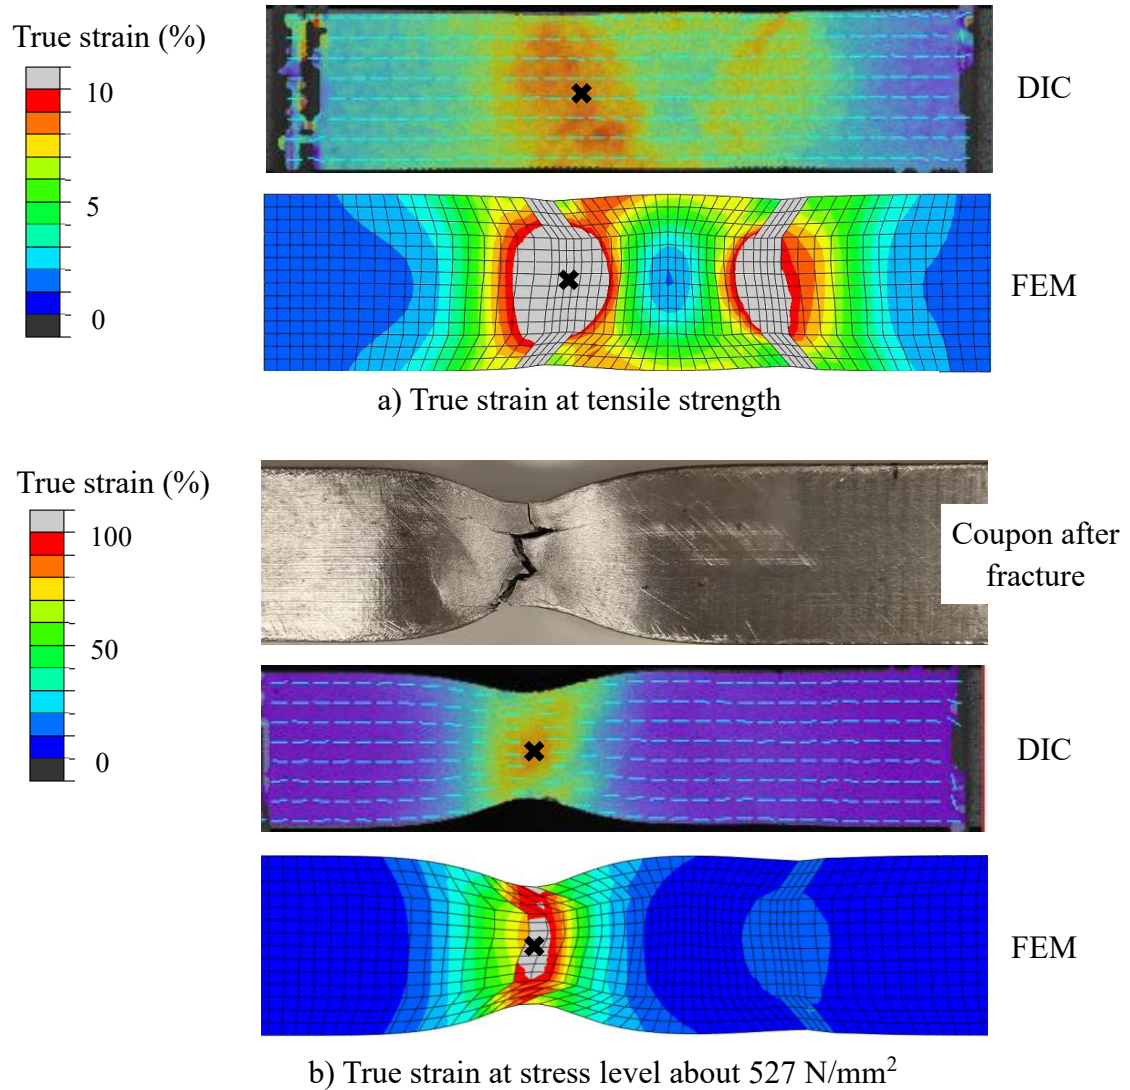 True strain (%)
10
5
0
DIC
FEM
a) True strain at tensile strength
True strain (%)
100
50
0
Coupon after
fracture
DIC
FEM
b) True strain at stress level about 527 N/mm²